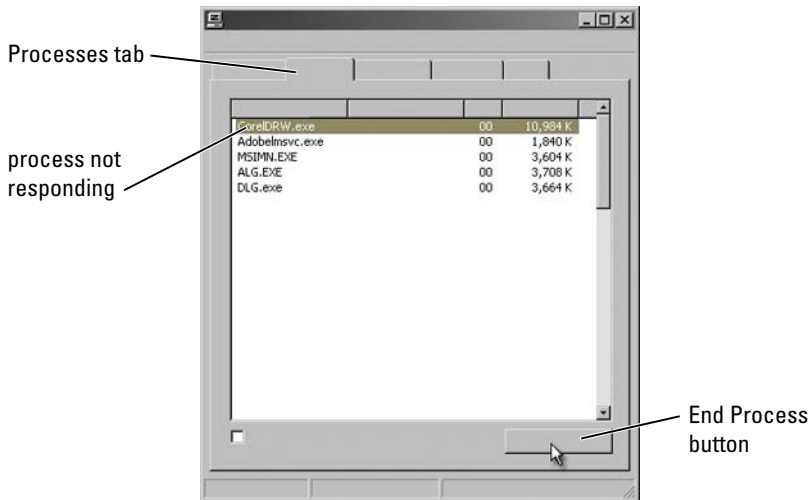 Processes tab
process not
responding
CorelDRW.exe 00 10,984 K
Adobelmsvc.exe 00 1,840 K
MSIMN.EXE 00 3,604 K
ALG.EXE 00 3,708 K
DLG.exe 00 3,664 K
End Process
button